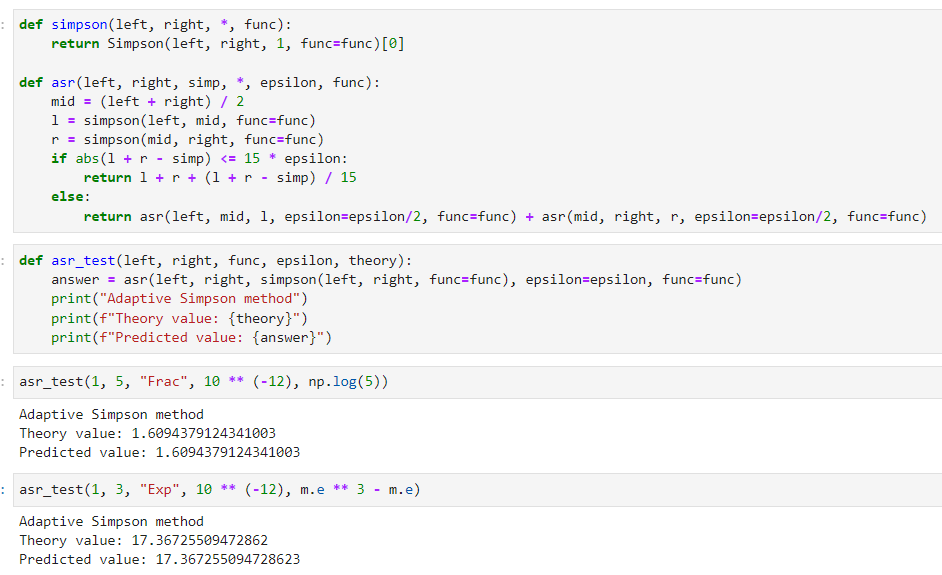 def simpson(left, right, *, func):
    return Simpson(left, right, 1, func=func)[0]
def asr(left, right, simp, *, epsilon, func):
    mid = (left + right) / 2
    l = simpson(left, mid, func=func)
    r = simpson(mid, right, func=func)
    if abs(l + r - simp) <= 15 * epsilon:
        return l + r + (l + r - simp) / 15
    else:
        return asr(left, mid, l, epsilon=epsilon/2, func=func) + asr(mid, right, r, epsilon=epsilon/2, func=func)
def asr_test(left, right, func, epsilon, theory):
    answer = asr(left, right, simpson(left, right, func=func), epsilon=epsilon, func=func)
    print("Adaptive Simpson method")
    print(f"Theory value: {theory}")
    print(f"Predicted value: {answer}")
asr_test(1, 5, "Frac", 10 ** (-12), np.log(5))
Adaptive Simpson method
Theory value: 1.6094379124341003
Predicted value: 1.6094379124341003
asr_test(1, 3, "Exp", 10 ** (-12), m.e ** 3 - m.e)
Adaptive Simpson method
Theory value: 17.36725509472862
Predicted value: 17.367255094728623